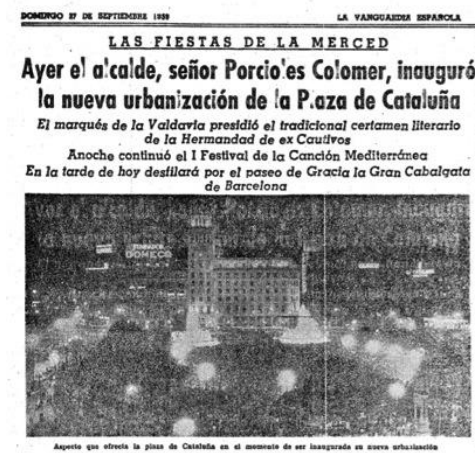 DOMINGO 27 DE SEPTIEMBRE 1959
LA VANGUARDIA ESPAÑOLA
LAS FIESTAS DE LA MERCED
Ayer el alcalde, señor Porcioles Colomer, inauguró
la nueva urbanización de la Plaza de Cataluña
El marqués de la Valdavia presidió el tradicional certamen literario
de la Hermandad de ex Cautivos
Anoche continuó el I Festival de la Canción Mediterránea
En la tarde de hoy desfilará por el paseo de Gracia la Gran Cabalgata
de Barcelona
FUNDADOR
DOMECQ
Aspecto que ofrecía la plaza de Cataluña en el momento de ser inaugurada su nueva urbanización